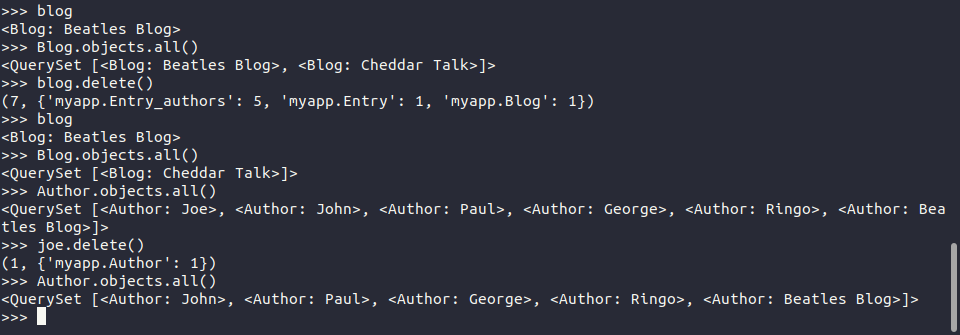 >>> blog
<Blog: Beatles Blog>
>>> Blog.objects.all()
<QuerySet [<Blog: Beatles Blog>, <Blog: Cheddar Talk>]>
>>> blog.delete()
(7, {'myapp.Entry_authors': 5, 'myapp.Entry': 1, 'myapp.Blog': 1})
>>> blog
<Blog: Beatles Blog>
>>> Blog.objects.all()
<QuerySet [<Blog: Cheddar Talk>]>
>>> Author.objects.all()
<QuerySet [<Author: Joe>, <Author: John>, <Author: Paul>, <Author: George>, <Author: Ringo>, <Author: Bea
tles Blog>]>
>>> joe.delete()
(1, {'myapp.Author': 1})
>>> Author.objects.all()
<QuerySet [<Author: John>, <Author: Paul>, <Author: George>, <Author: Ringo>, <Author: Beatles Blog>]>
>>>